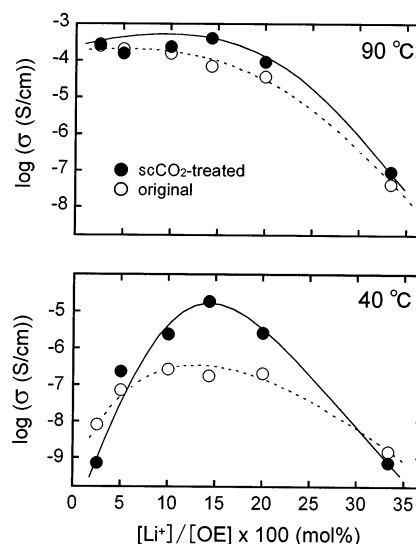 -3
90 °C
-4
-5
-6
-7
-8
log (σ (S/cm))
scCO₂-treated
original
40 °C
-5
-6
-7
-8
-9
log (σ (S/cm))
0 5 10 15 20 25 30 35
[Li⁺]/[OE] x 100 (mol%)